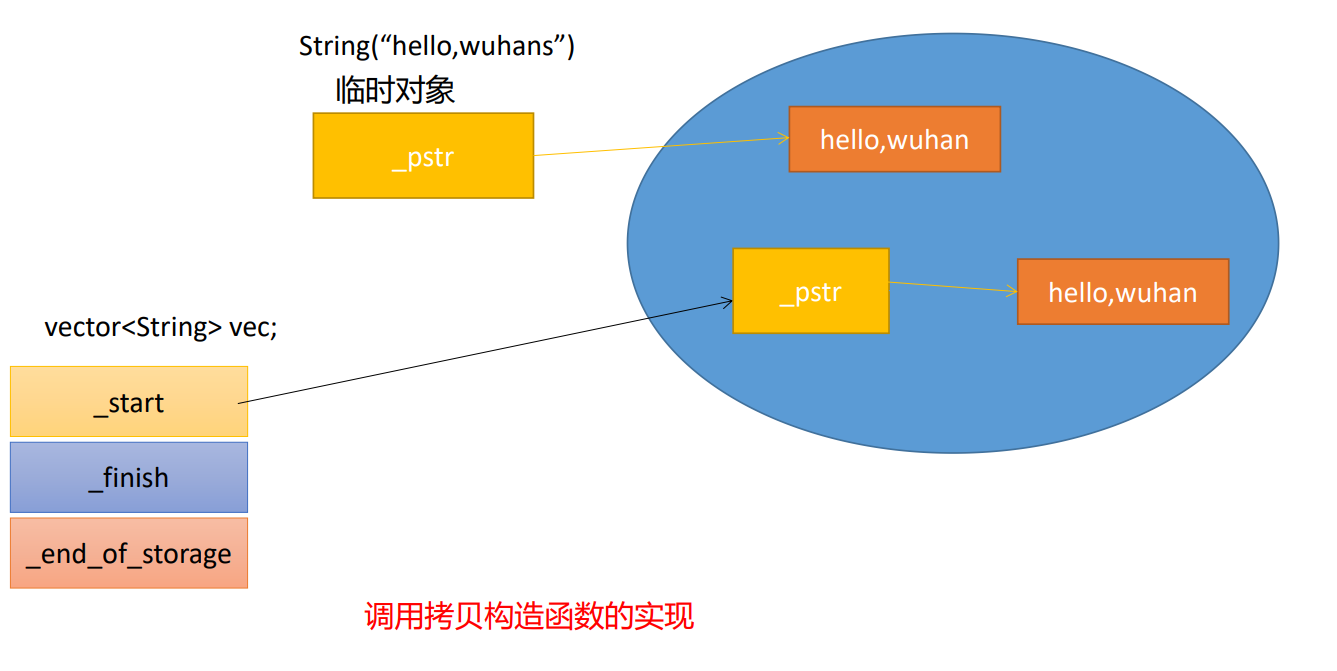 String(“hello,wuhans”)
临时对象
_pstr
hello,wuhan
_pstr
hello,wuhan
vector<String> vec;
_start
_finish
_end_of_storage
调用拷贝构造函数的实现